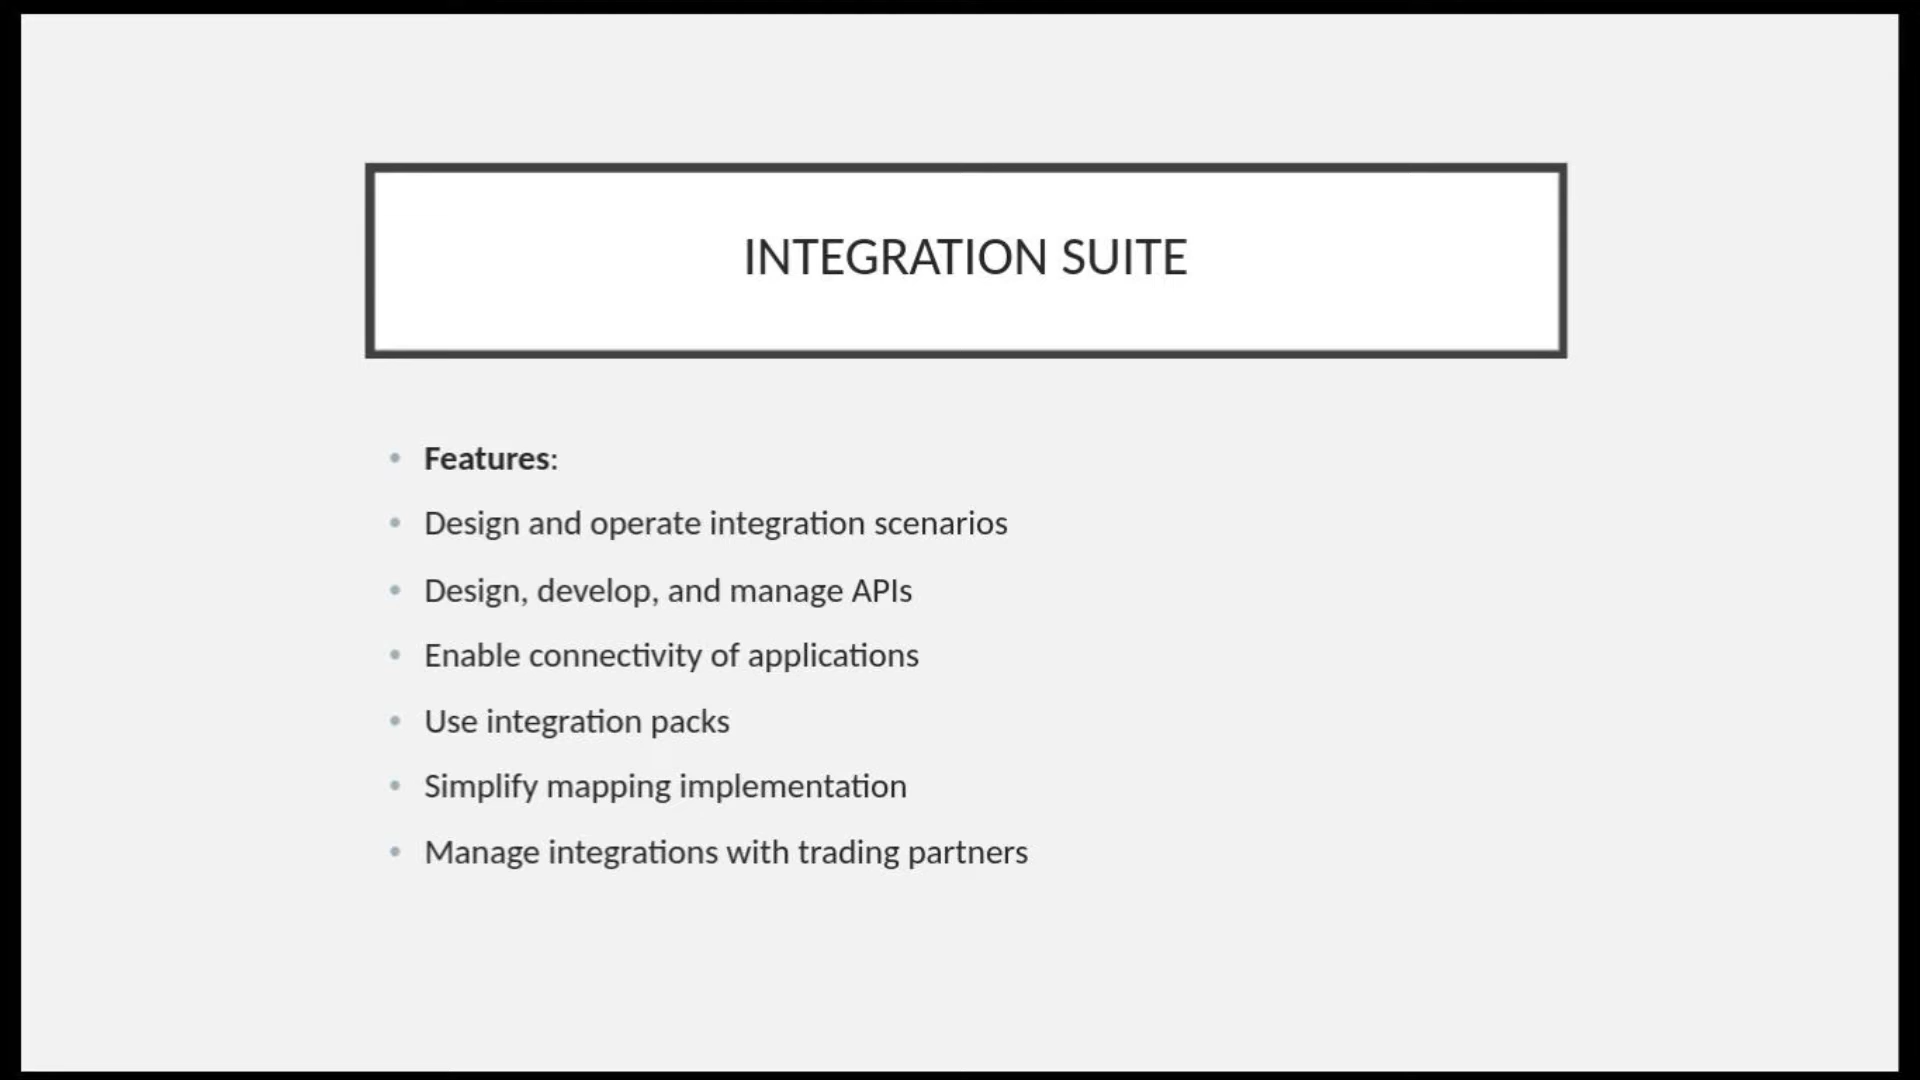 INTEGRATION SUITE
• Features:
• Design and operate integration scenarios
• Design, develop, and manage APIs
• Enable connectivity of applications
• Use integration packs
• Simplify mapping implementation
• Manage integrations with trading partners